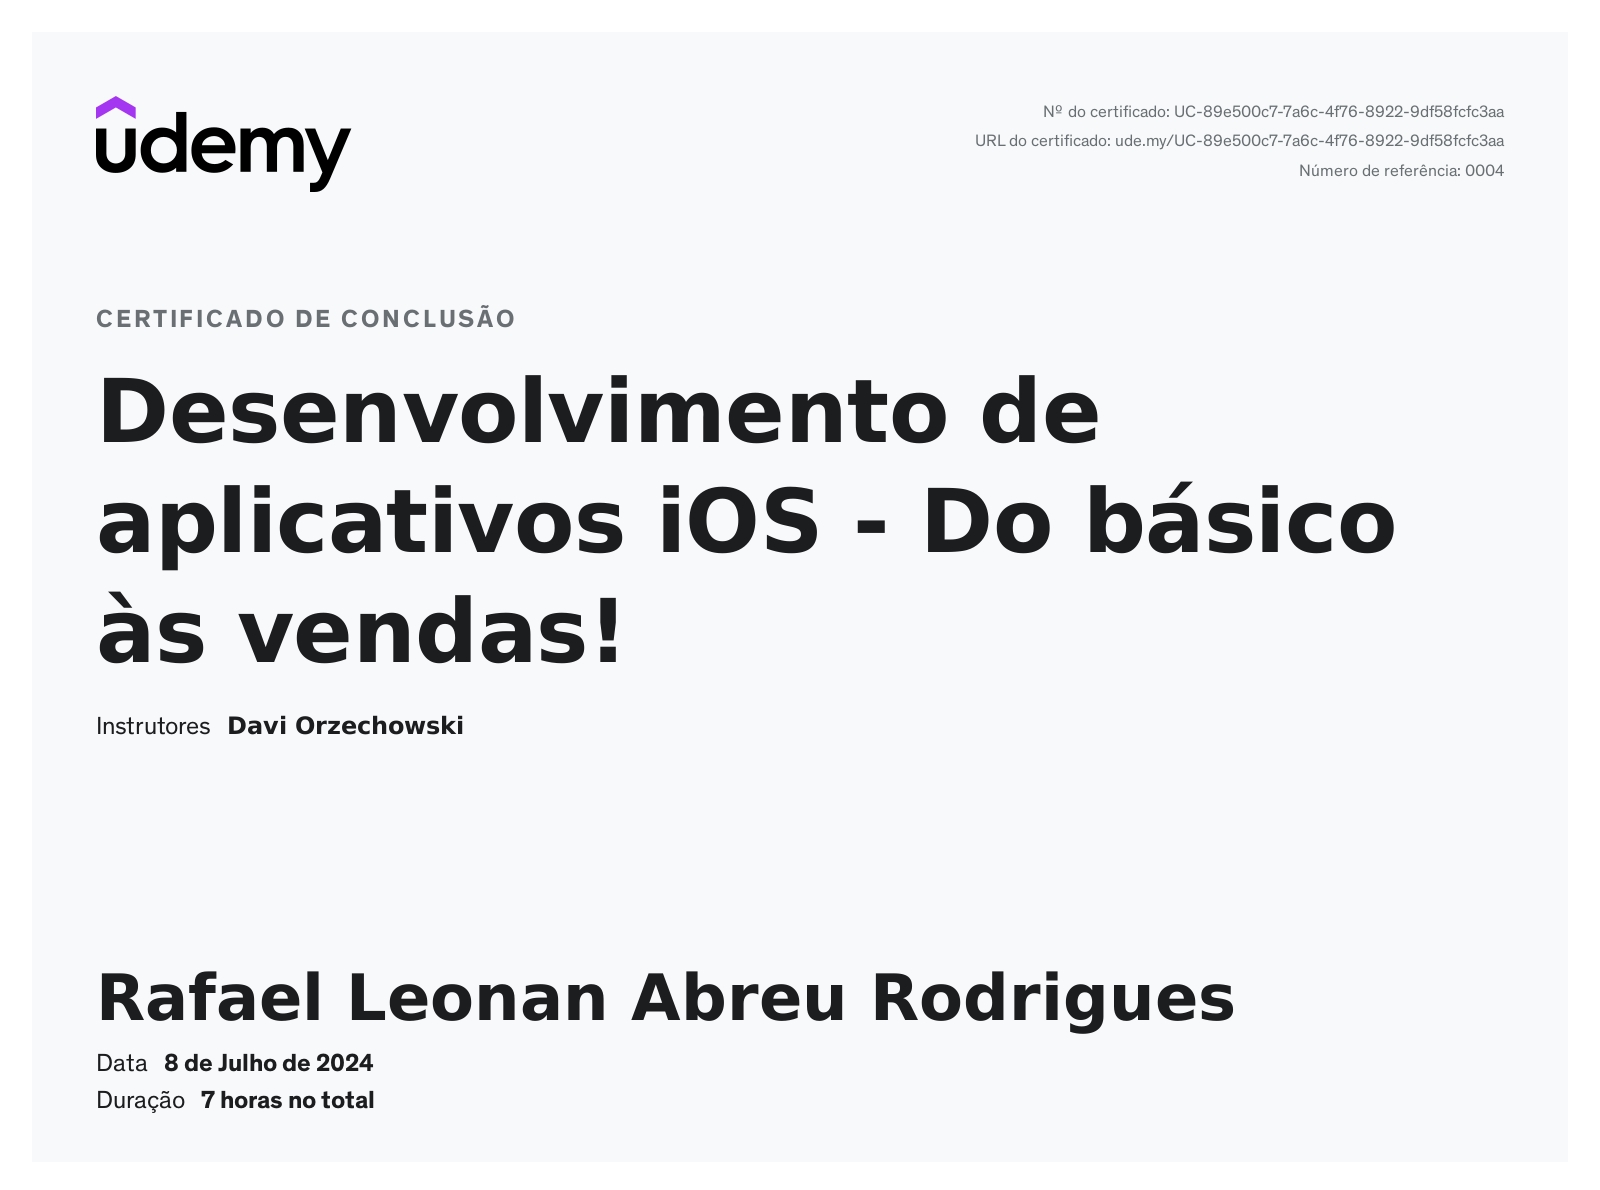 udemy
Nº do certificado: UC-89e500c7-7a6c-4f76-8922-9df58fcfc3aa
URL do certificado: ude.my/UC-89e500c7-7a6c-4f76-8922-9df58fcfc3aa
Número de referência: 0004
CERTIFICADO DE CONCLUSÃO
Desenvolvimento de
aplicativos iOS - Do básico
às vendas!
Instrutores Davi Orzechowski
Rafael Leonan Abreu Rodrigues
Data 8 de Julho de 2024
Duração 7 horas no total